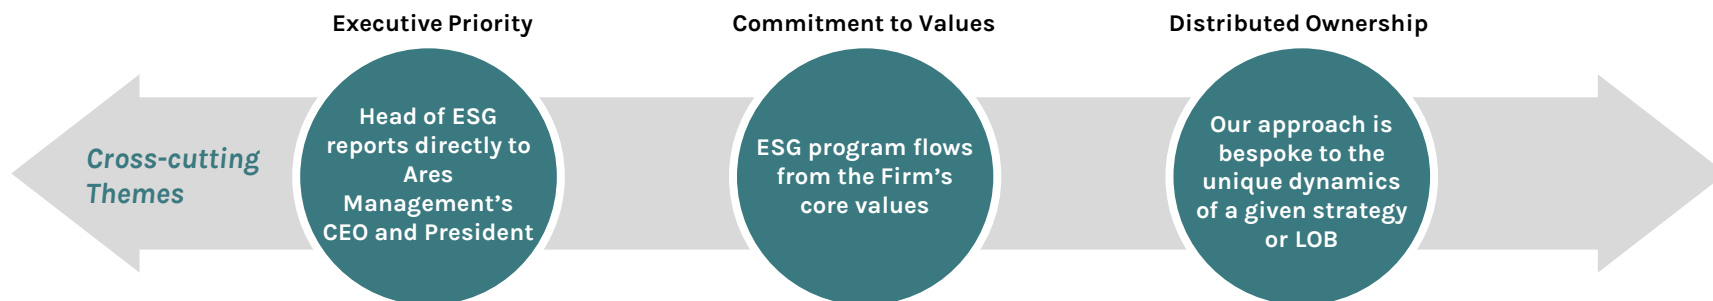 Executive Priority
Commitment to Values
Distributed Ownership
Cross-cutting
Themes
Head of ESG
reports directly to
Ares
Management’s
CEO and President
ESG program flows
from the Firm’s
core values
Our approach is
bespoke to the
unique dynamics
of a given strategy
or LOB